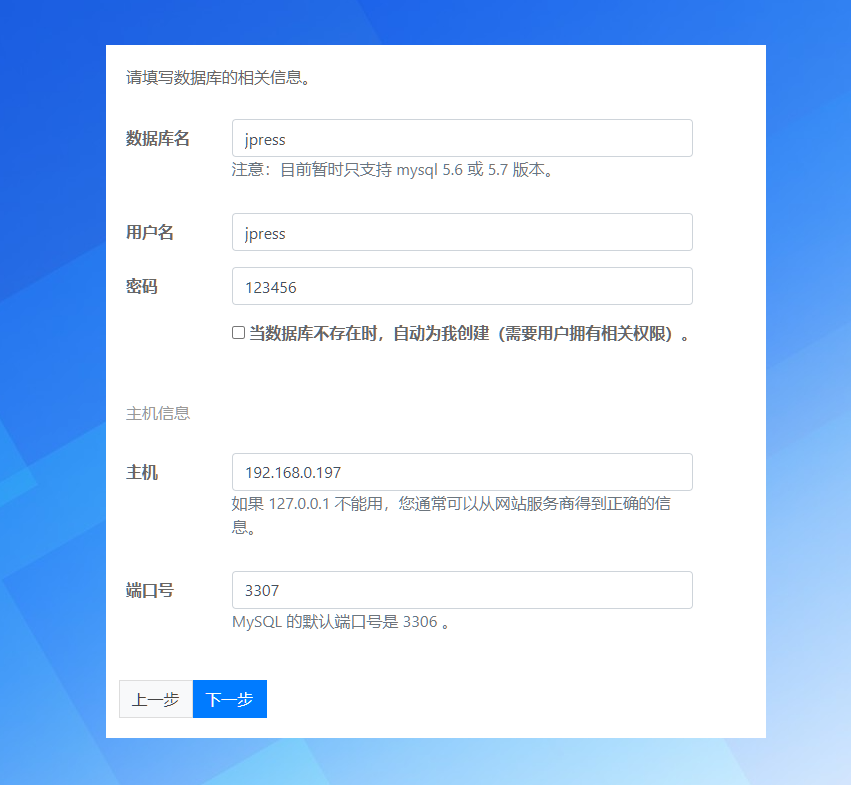 请填写数据库的相关信息。
数据库名
jpress
注意：目前暂时只支持 mysql 5.6 或 5.7 版本。
用户名
jpress
密码
123456
当数据库不存在时，自动为我创建（需要用户拥有相关权限）。
主机信息
主机
192.168.0.197
如果 127.0.0.1 不能用，您通常可以从网站服务商得到正确的信
息。
端口号
3307
MySQL 的默认端口号是 3306 。
上一步 下一步